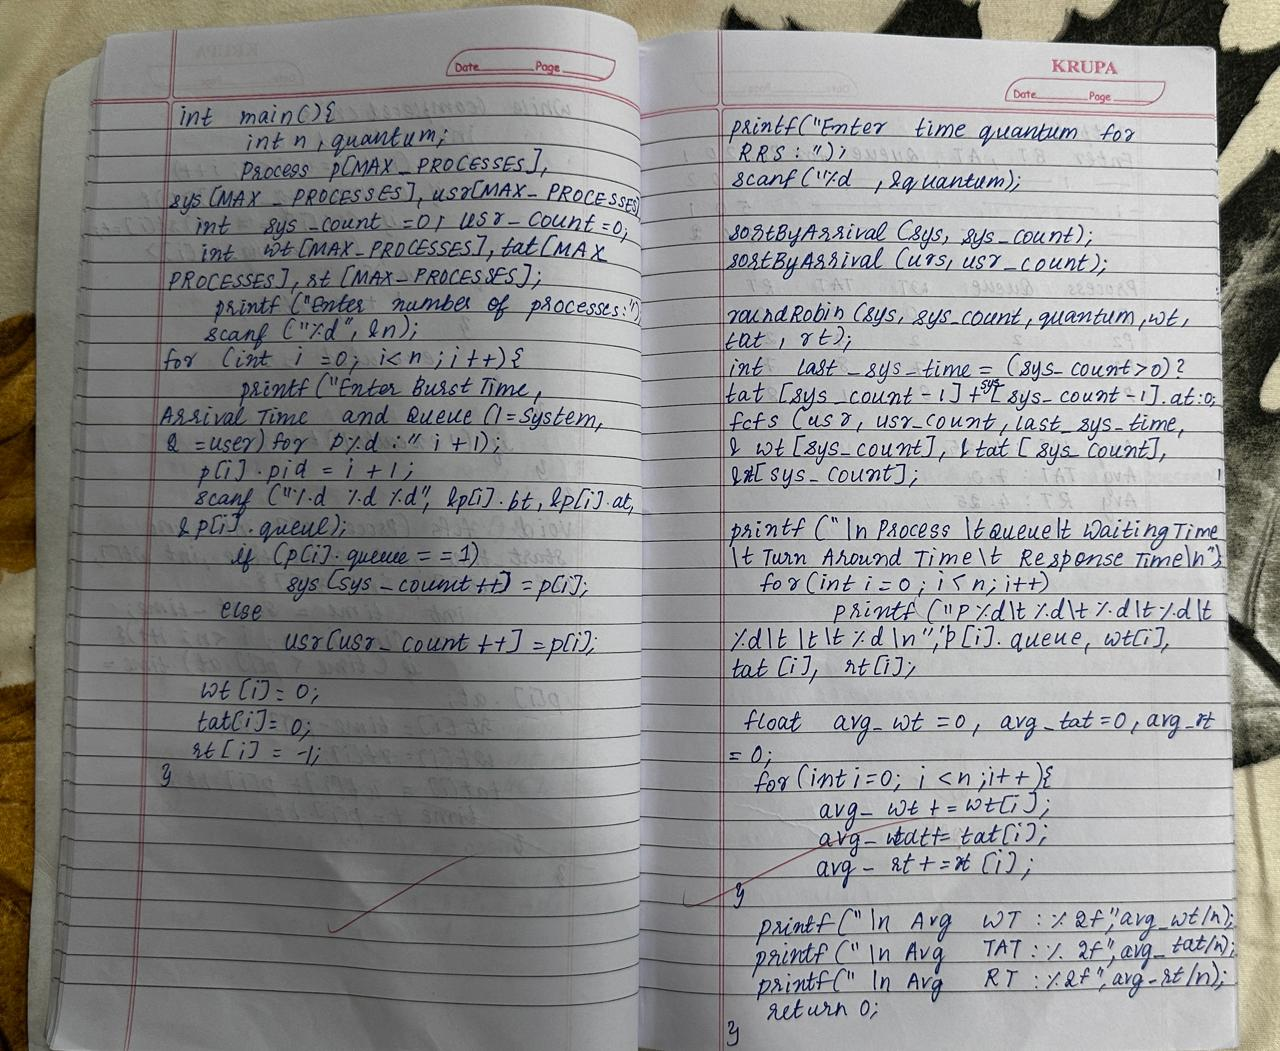 Date Page
int main(){
int n, quantum;
Process p[MAX_PROCESSES],
sys[MAX_PROCESSES], usr[MAX_PROCESSES]
int sys_count =0, usr_count=0;
int wt[MAX_PROCESSES], tat[MAX
PROCESSES], rt [MAX_PROCESSES];
printf ("Enter number of processes:")
scanf ("%d", &n);
for (int i =0; i<n; i++){
printf ("Enter Burst Time,
Arrival Time and Queue (1=System,
2 =user) for P%d:" i+1);
p[i].pid = i+1;
scanf ("%d %d %d", &p[i].bt, &p[i].at,
&p[i].queue);
if (p[i].queue == 1)
sys[sys_count++] = p[i];
else
usr[usr_count++] = p[i];
wt[i]=0;
tat[i]=0;
rt[i] = -1;
}
KRUPA
Date Page
printf("Enter time quantum for
RRS: ");
scanf("%d , &quantum);
sortByArrival (sys, sys_count);
sortByArrival (urs, usr_count);
roundRobin (sys, sys_count, quantum, wt,
tat, rt);
int last_sys_time = (sys_count>0)?
tat [sys_count-1] + sys[sys_count-1].at:0;
fcfs (usr, usr_count, last_sys_time,
& wt[sys_count], & tat[sys_count],
&rt[sys_count];
printf ("\n Process \t Queue\t Waiting Time
\t Turn Around Time\t Response Time\n");
for(int i=0; i<n; i++)
printf ("P%d\t %d\t %d\t %d\t
%d\t \t\t %d \n", p[i].queue, wt[i],
tat[i], rt[i];
float avg_wt =0, avg_tat=0, avg_rt
= 0;
for(int i=0; i<n; i++){
avg_wt += wt[i];
avg_tat+= tat[i];
avg_rt += rt[i];
}
printf("\n Avg WT : %.2f", avg_wt/n);
printf("\n Avg TAT : %.2f", avg_tat/n);
printf("\n Avg RT : %.2f", avg_rt/n);
return 0;
}